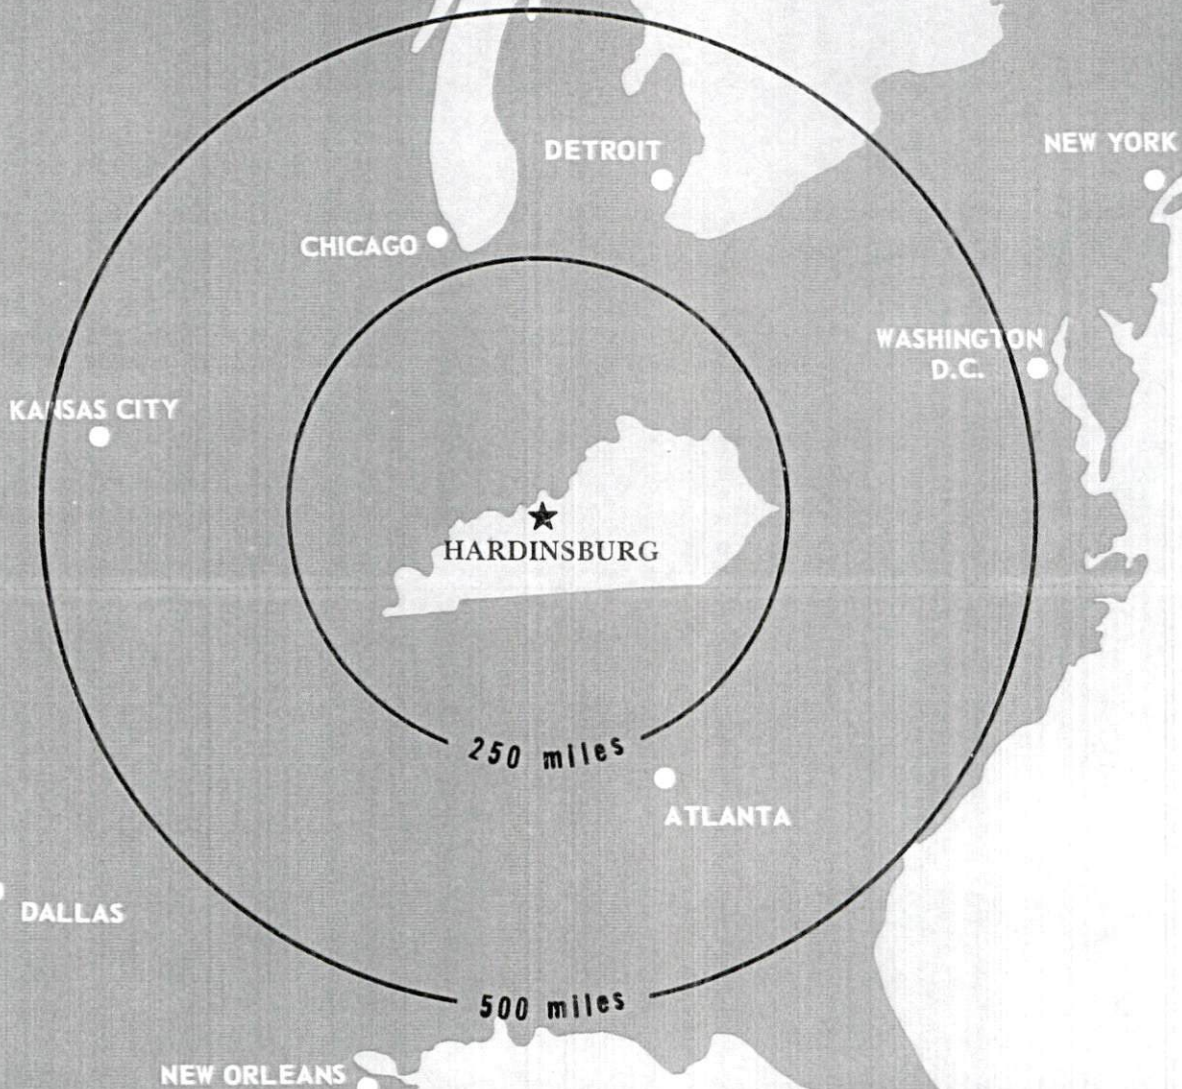 DETROIT
NEW YORK
CHICAGO
WASHINGTON
D.C.
KANSAS CITY
HARDINSBURG
250 miles
ATLANTA
DALLAS
500 miles
NEW ORLEANS